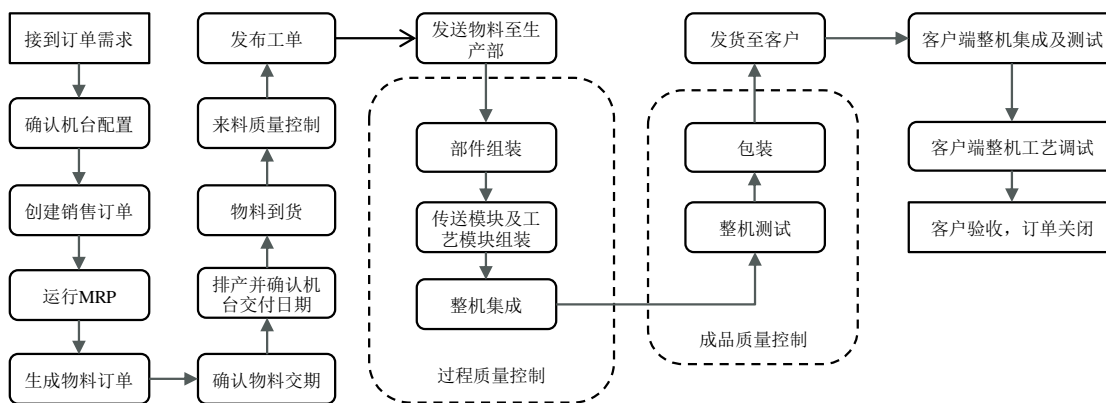 接到订单需求
确认机台配置
创建销售订单
运行MRP
生成物料订单
确认物料交期
排产并确认机
台交付日期
物料到货
来料质量控制
发布工单
发送物料至生
产部
部件组装
传送模块及工
艺模块组装
整机集成
过程质量控制
整机测试
包装
成品质量控制
发货至客户
客户端整机集成及测试
客户端整机工艺调试
客户验收，订单关闭